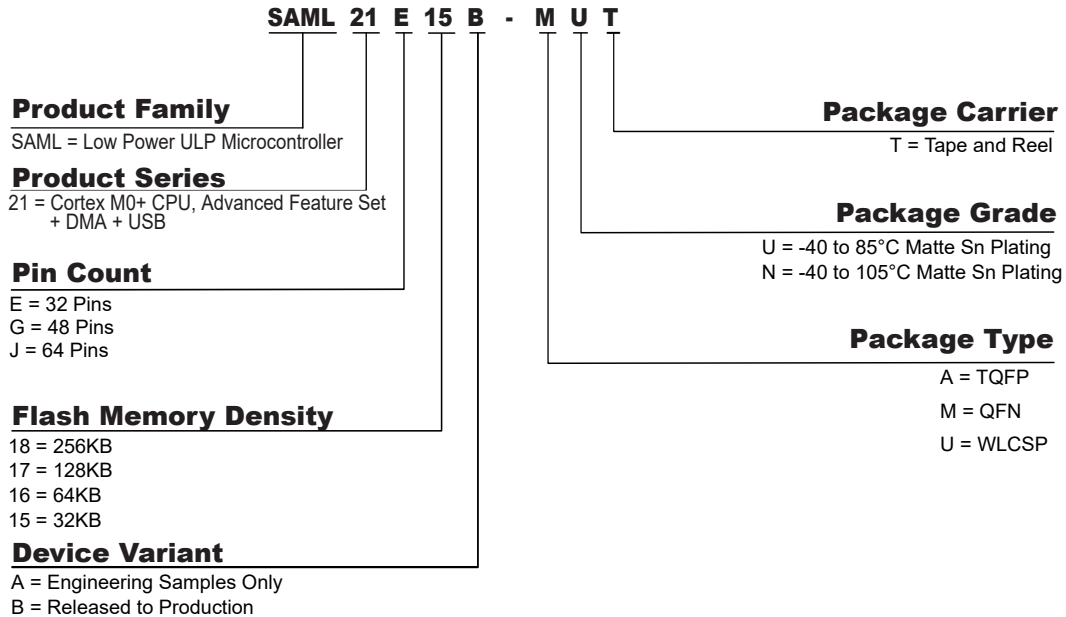 SAML 21 E 15 B - M U T
Product Family
SAML = Low Power ULP Microcontroller
Product Series
21 = Cortex M0+ CPU, Advanced Feature Set
+ DMA + USB
Pin Count
E = 32 Pins
G = 48 Pins
J = 64 Pins
Flash Memory Density
18 = 256KB
17 = 128KB
16 = 64KB
15 = 32KB
Device Variant
A = Engineering Samples Only
B = Released to Production
Package Carrier
T = Tape and Reel
Package Grade
U = -40 to 85°C Matte Sn Plating
N = -40 to 105°C Matte Sn Plating
Package Type
A = TQFP
M = QFN
U = WLCSP